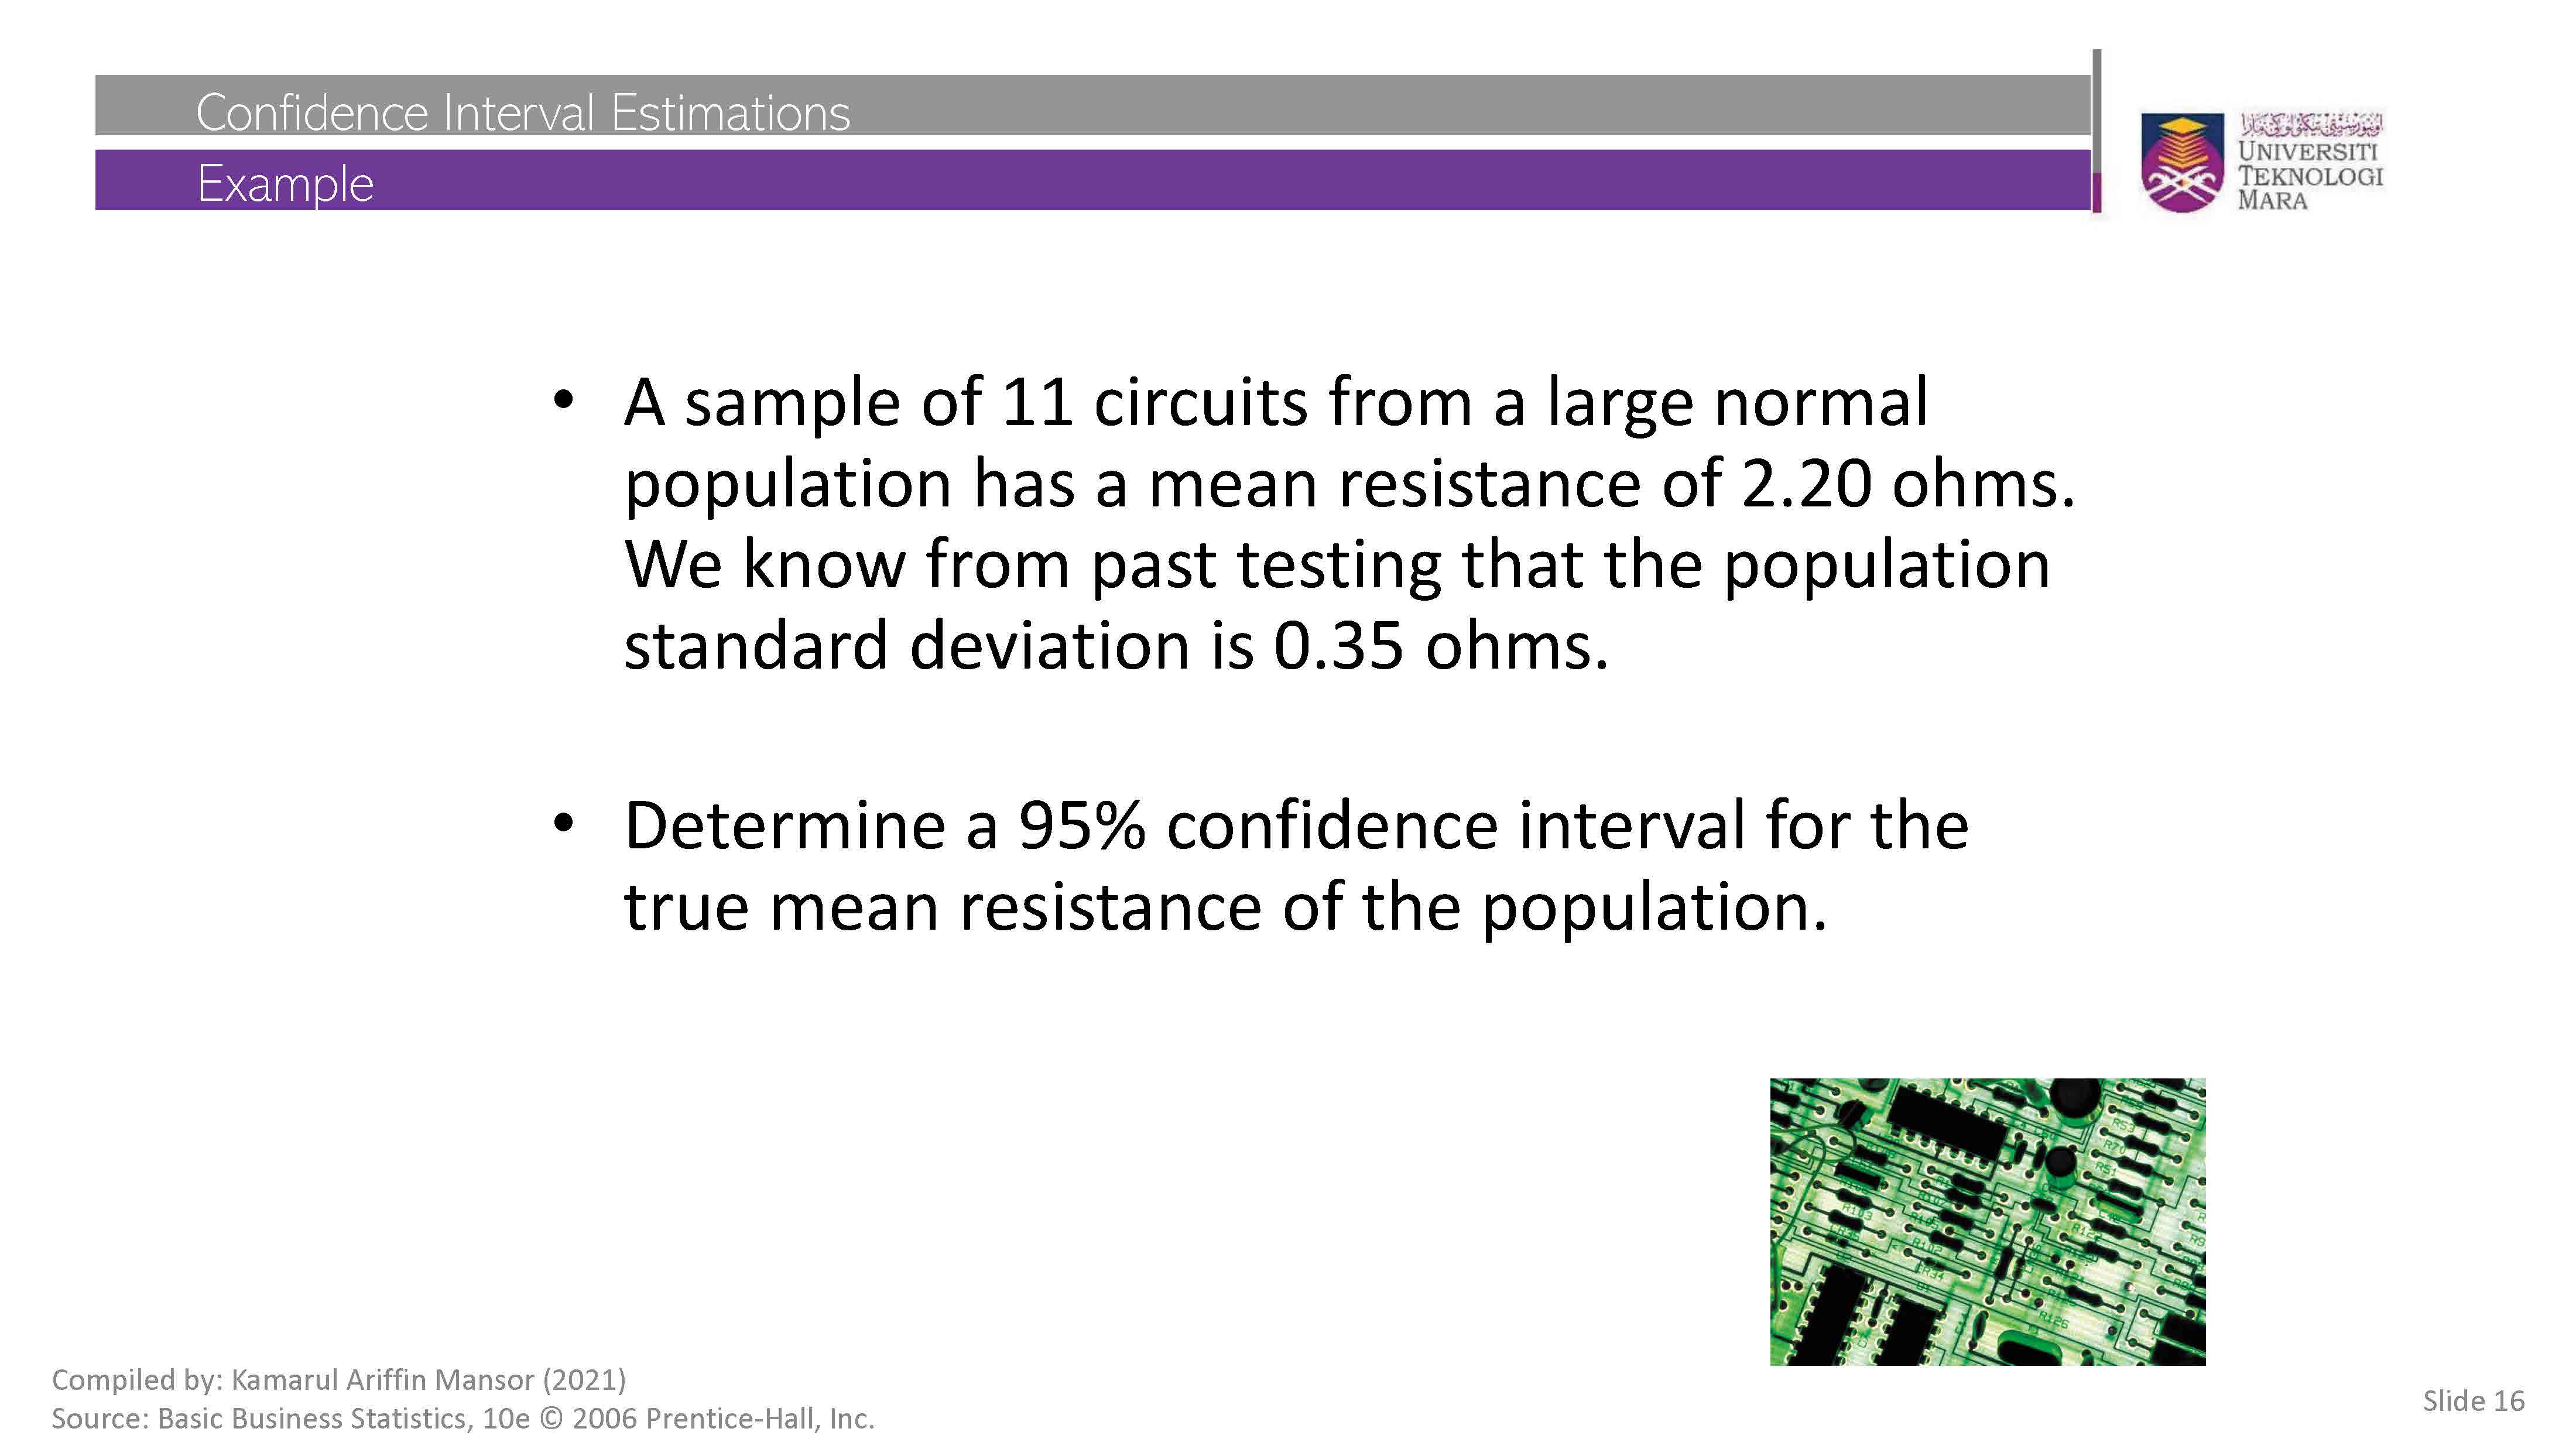 Confidence Interval Estimations
Example
UNIVERSITI
TEKNOLOGI
MARA
• A sample of 11 circuits from a large normal
population has a mean resistance of 2.20 ohms.
We know from past testing that the population
standard deviation is 0.35 ohms.
• Determine a 95% confidence interval for the
true mean resistance of the population.
Compiled by: Kamarul Ariffin Mansor (2021)
Source: Basic Business Statistics, 10e © 2006 Prentice-Hall, Inc.
Slide 16